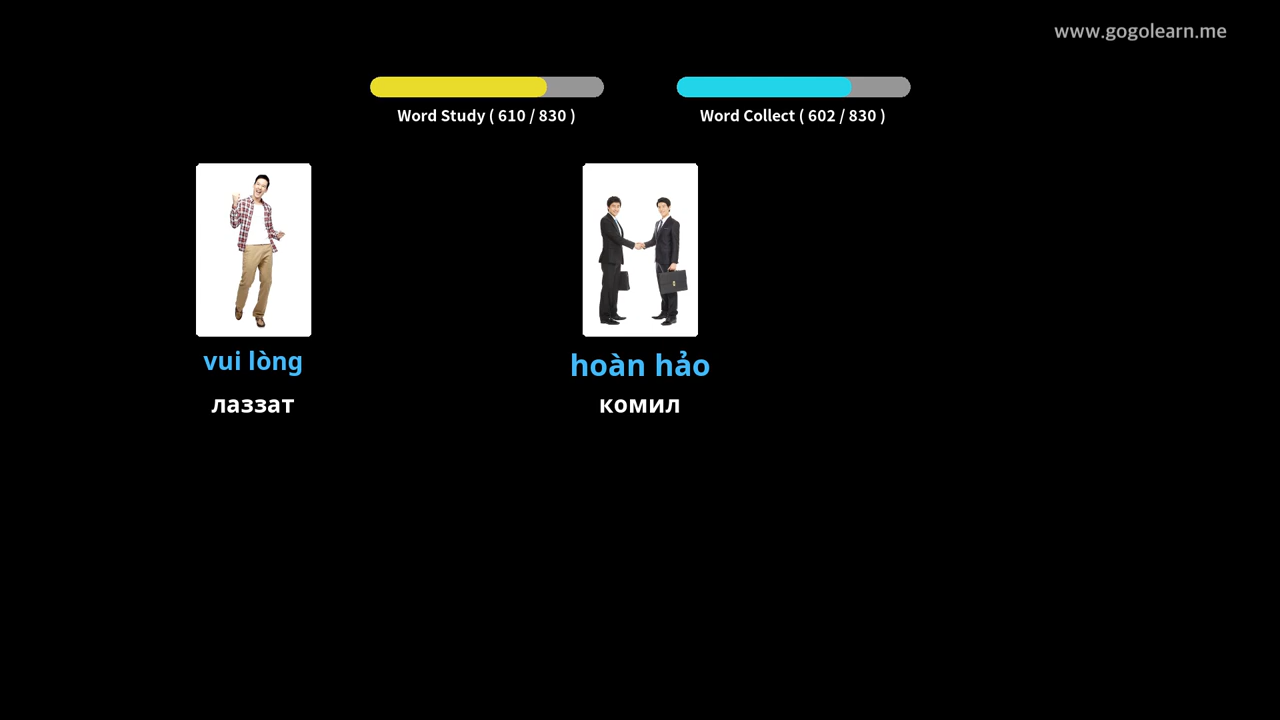 www.gogolearn.me
Word Study ( 610 / 830 )
Word Collect ( 602 / 830 )
vui lòng
лаззат
hoàn hảo
комил